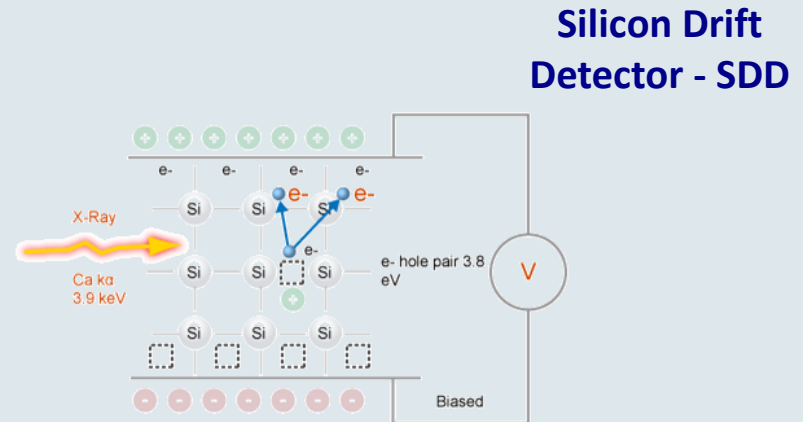 Silicon Drift
Detector - SDD
+ + + + + + +
e- e- e- e-
Si Si e- Si e-
X-Ray
e-
Si Si Si
e- hole pair 3.8
eV
V
Ca kα
3.9 keV
+
Si Si Si
- - - - - - -
Biased